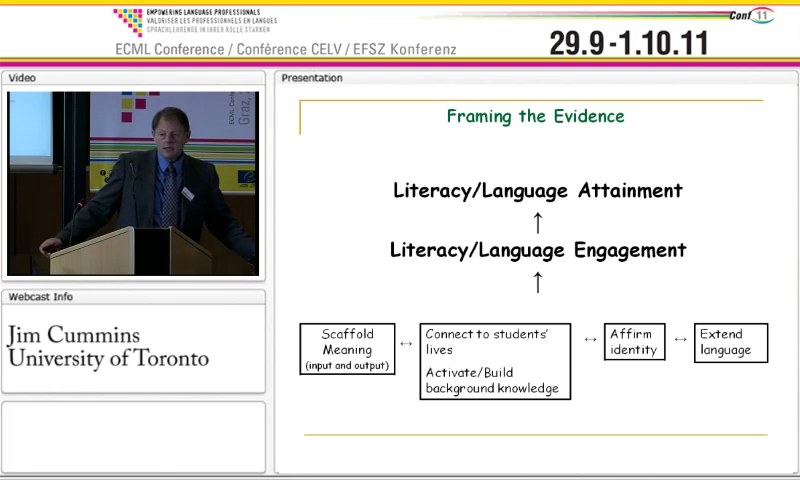 EMPOWERING LANGUAGE PROFESSIONALS
VALORISER LES PROFESSIONNELS EN LANGUES
SPRACHLEHRENDE IN IHRER ROLLE STÄRKEN
ECML Conference / Conférence CELV / EFSZ Konferenz
29.9-1.10.11
Conf 11
Video
Presentation
Framing the Evidence
Literacy/Language Attainment
↑
Literacy/Language Engagement
↑
Scaffold
Meaning
(input and output)
↔
Connect to students'
lives
Activate/Build
background knowledge
↔
Affirm
identity
↔
Extend
language
Webcast Info
Jim Cummins
University of Toronto